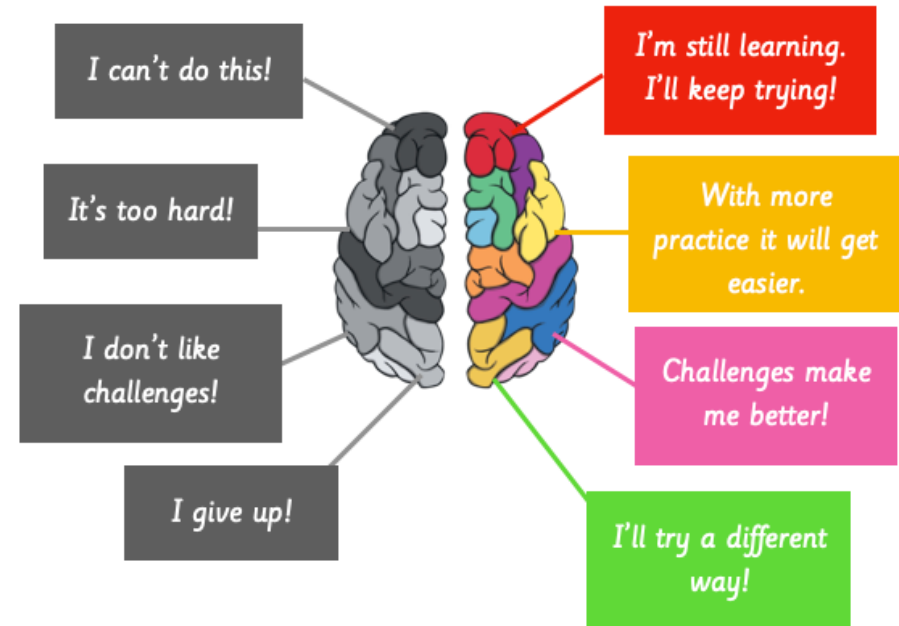 I can't do this!
It's too hard!
I don't like
challenges!
I give up!
I'm still learning.
I'll keep trying!
With more
practice it will get
easier.
Challenges make
me better!
I'll try a different
way!